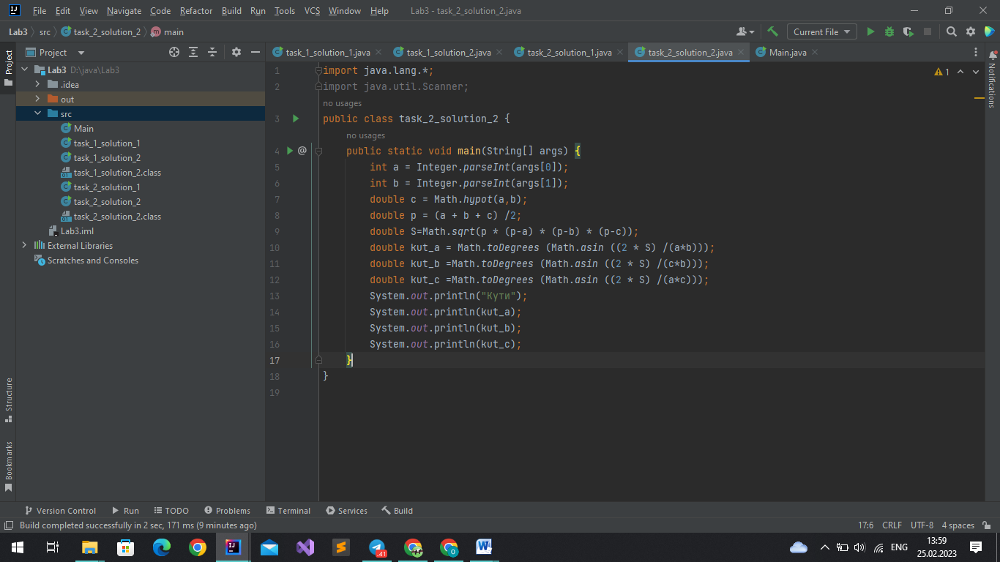 File Edit View Navigate Code Refactor Build Run Tools VCS Window Help Lab3 - task_2_solution_2.java
Lab3 src task_2_solution_2 main Current File
Project task_1_solution_1.java task_1_solution_2.java task_2_solution_1.java task_2_solution_2.java Main.java
Project
Notifications
Structure
Bookmarks
Lab3 D:\java\Lab3
.idea
out
src
Main
task_1_solution_1
task_1_solution_2
task_1_solution_2.class
task_2_solution_1
task_2_solution_2
task_2_solution_2.class
Lab3.iml
External Libraries
Scratches and Consoles
1 import java.lang.*;
1
2 import java.util.Scanner;
no usages
3 public class task_2_solution_2 {
no usages
4 @ public static void main(String[] args) {
5 int a = Integer.parseInt(args[0]);
6 int b = Integer.parseInt(args[1]);
7 double c = Math.hypot(a,b);
8 double p = (a + b + c) /2;
9 double S=Math.sqrt(p * (p-a) * (p-b) * (p-c));
10 double kut_a = Math.toDegrees (Math.asin ((2 * S) /(a*b)));
11 double kut_b =Math.toDegrees (Math.asin ((2 * S) /(c*b)));
12 double kut_c =Math.toDegrees (Math.asin ((2 * S) /(a*c)));
13 System.out.println("Кути");
14 System.out.println(kut_a);
15 System.out.println(kut_b);
16 System.out.println(kut_c);
17 }
18 }
19
Version Control Run TODO Problems Terminal Services Build
Build completed successfully in 2 sec, 171 ms (9 minutes ago) 17:6 CRLF UTF-8 4 spaces
41 ENG 13:59
25.02.2023